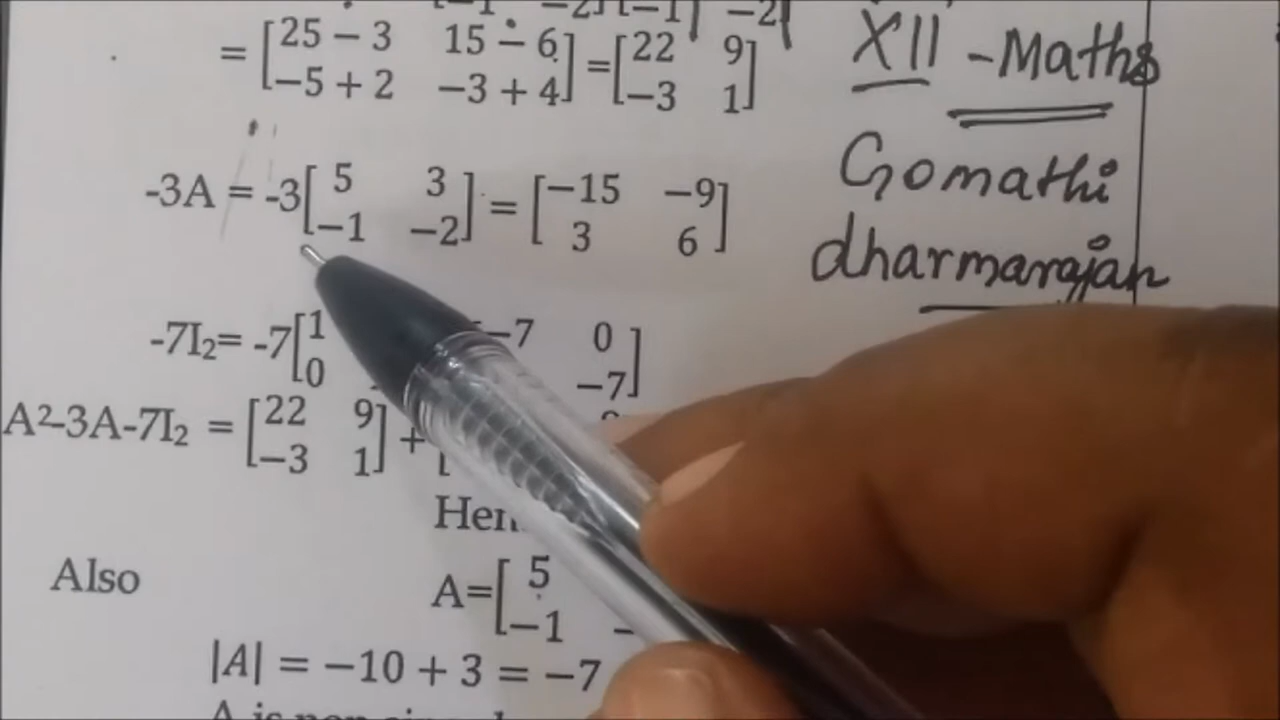 = [25 − 3 15 − 6; −5 + 2 −3 + 4] = [22 9; −3 1]
XII - Maths
Gomathi
dharmarajan
-3A = -3[5 3; −1 −2] = [−15 −9; 3 6]
-7I₂= -7[1; 0 −7 0; −7]
A²-3A-7I₂ = [22 9; −3 1] + [
Also A=[5; −1
|A| = −10 + 3 = −7